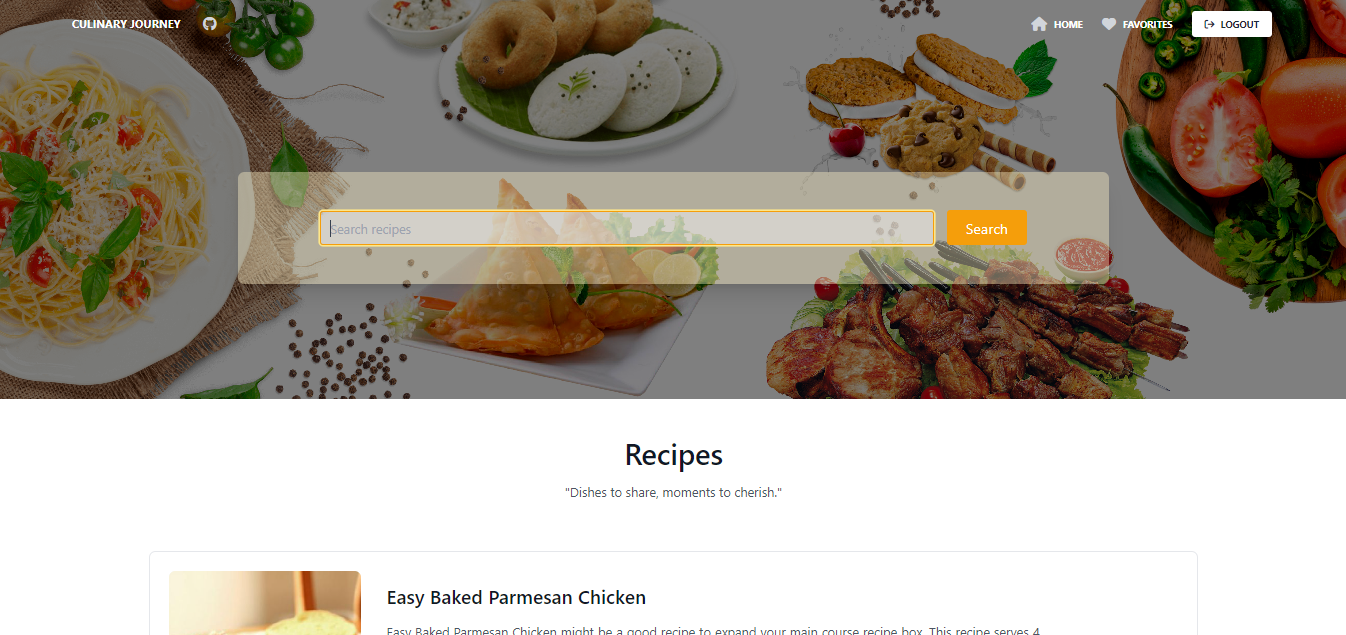 CULINARY JOURNEY
HOME
FAVORITES
LOGOUT
Search recipes
Search
Recipes
"Dishes to share, moments to cherish."
Easy Baked Parmesan Chicken
Easy Baked Parmesan Chicken might be a good recipe to expand your main course recipe box. This recipe serves 4